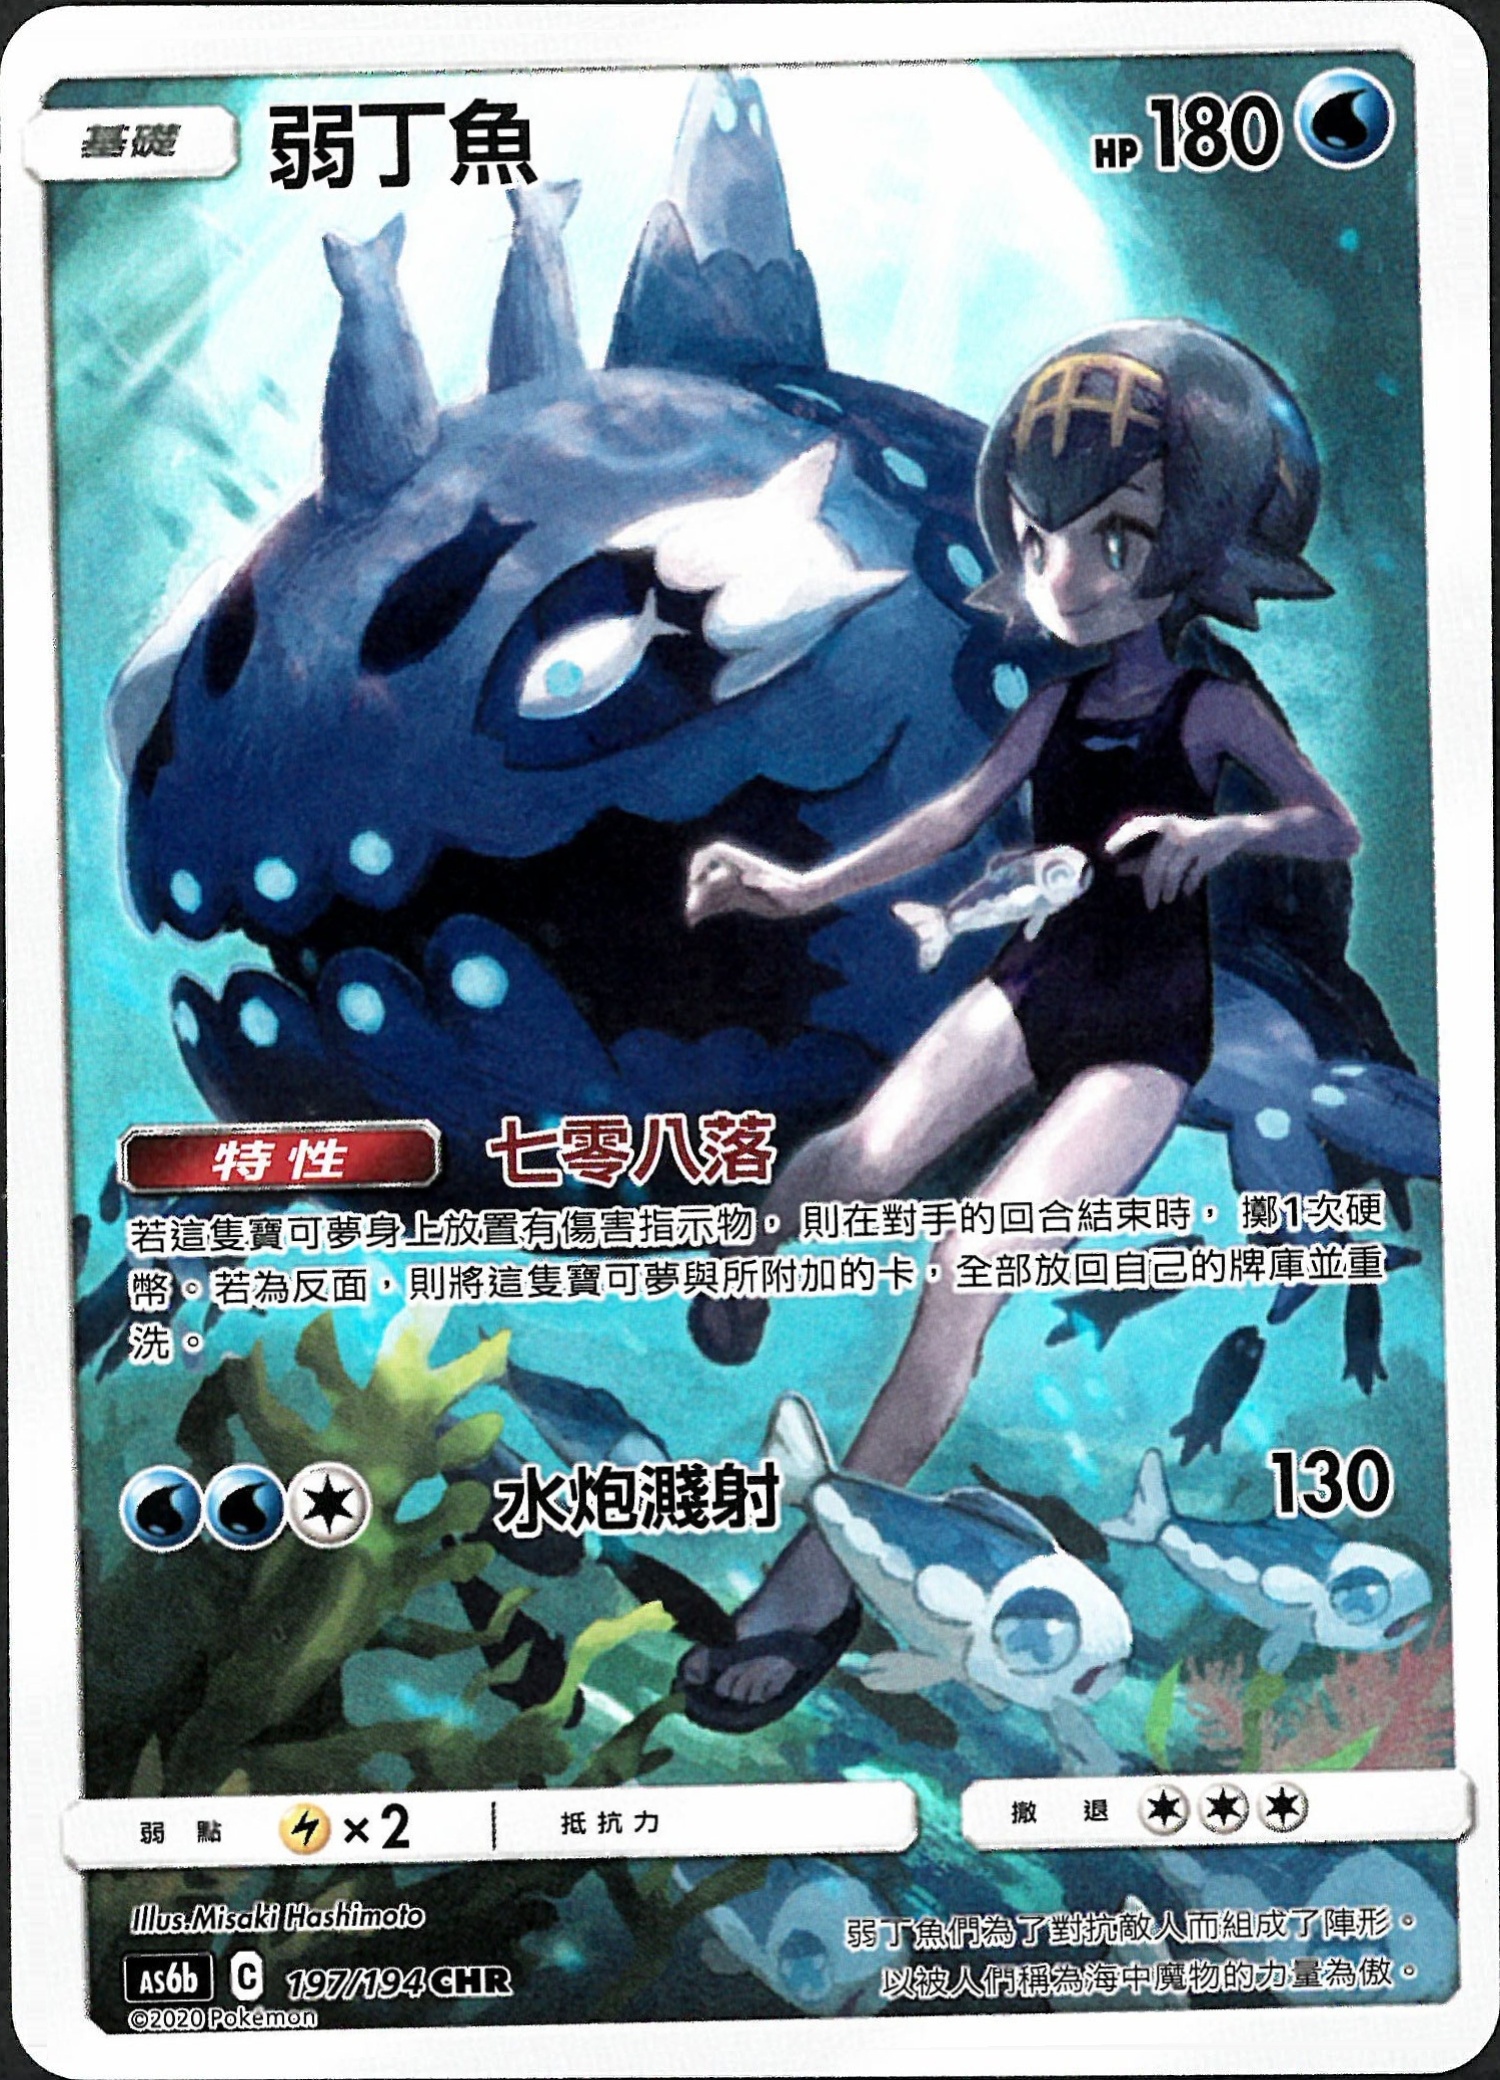 基礎 弱丁魚 HP 180
特性 七零八落
若這隻寶可夢身上放置有傷害指示物，則在對手的回合結束時，擲1次硬
幣。若為反面，則將這隻寶可夢與所附加的卡，全部放回自己的牌庫並重
洗。
水炮濺射 130
弱點 ×2 抵抗力 撤退
Illus.Misaki Hashimoto
AS6b C 197/194 CHR
©2020 Pokémon
弱丁魚們為了對抗敵人而組成了陣形。
以被人們稱為海中魔物的力量為傲。